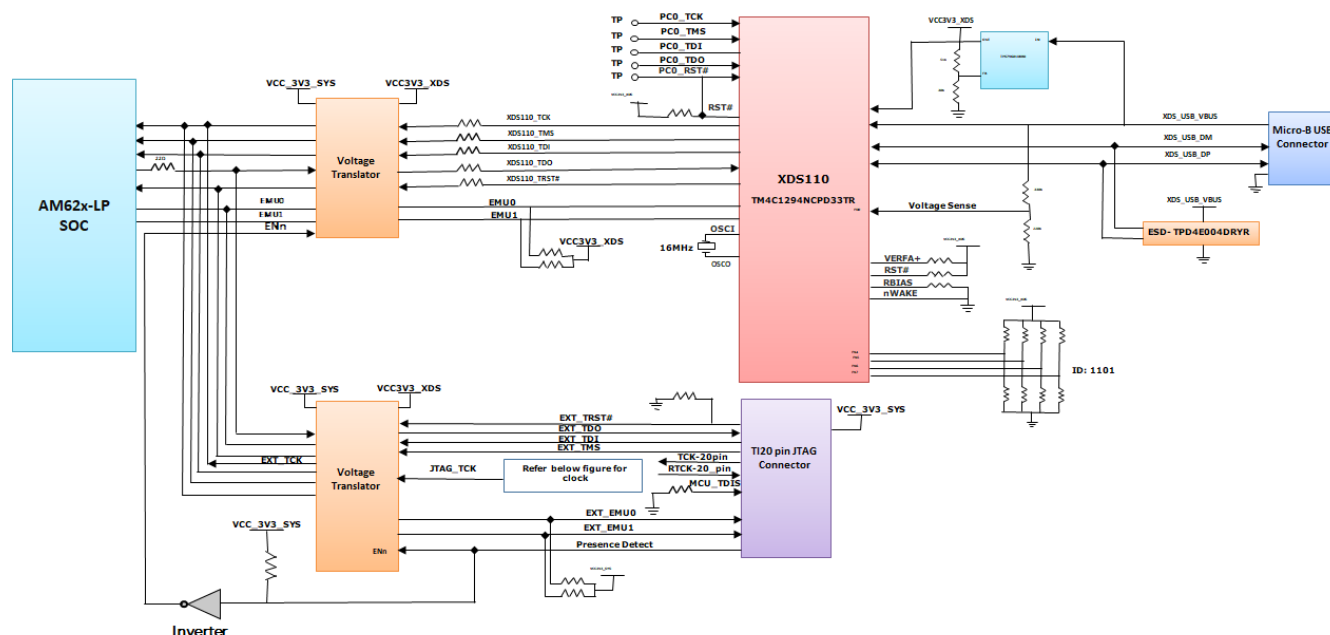 TP PC0_TCK
TP PC0_TMS
TP PC0_TDI
TP PC0_TDO
TP PC0_RST#
RST#
VCC3V3_XDS
VCC_3V3_SYS
VCC3V3_XDS
XDS110_TCK
XDS110_TMS
XDS110_TDI
XDS110_TDO
XDS110_TRST#
22Ω
Voltage
Translator
AM62x-LP
SOC
EMU0
EMU1
ENn
EMU0
EMU1
VCC3V3_XDS
OSCI
16MHz
OSCO
XDS110
TM4C1294NCPD33TR
XDS_USB_VBUS
XDS_USB_DM
XDS_USB_DP
Micro-B USB
Connector
Voltage Sense
XDS_USB_VBUS
ESD- TPD4E004DRYR
VERFA+
RST#
RBIAS
nWAKE
ID: 1101
VCC_3V3_SYS
VCC3V3_XDS
Voltage
Translator
EXT_TCK
ENn
EXT_TRST#
EXT_TDO
EXT_TDI
EXT_TMS
JTAG_TCK
Refer below figure for
clock
TCK-20pin
RTCK-20_pin
MCU_TDIS
EXT_EMU0
EXT_EMU1
Presence Detect
TI20 pin JTAG
Connector
VCC_3V3_SYS
VCC_3V3_SYS
Inverter